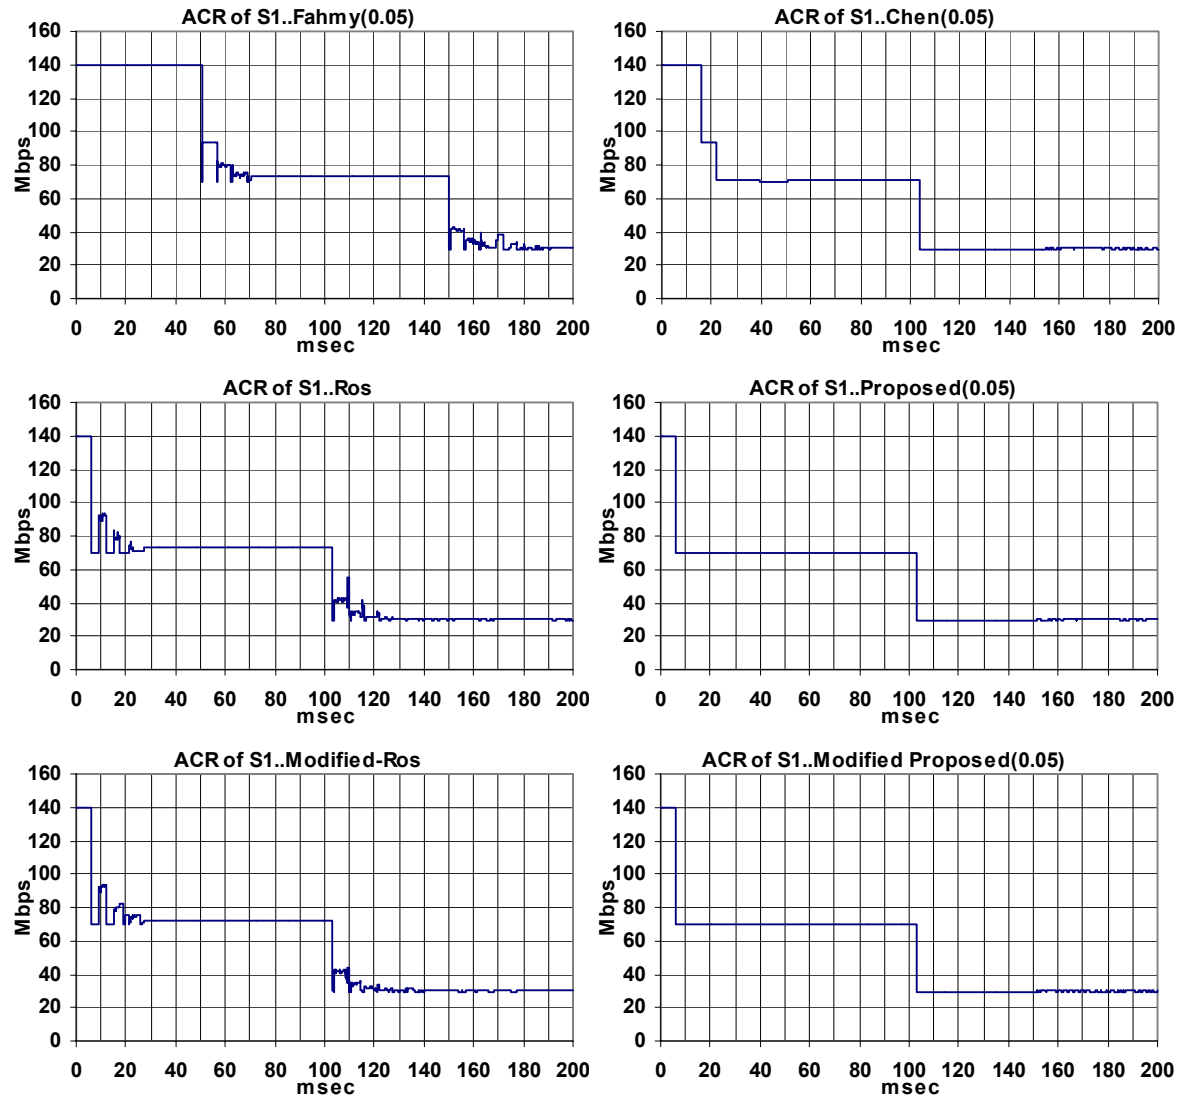 ACR of S1..Fahmy(0.05)
160
140
120
100
80
60
40
20
0
Mbps
0 20 40 60 80 100 120 140 160 180 200
msec
ACR of S1..Chen(0.05)
160
140
120
100
80
60
40
20
0
Mbps
0 20 40 60 80 100 120 140 160 180 200
msec
ACR of S1..Ros
160
140
120
100
80
60
40
20
0
Mbps
0 20 40 60 80 100 120 140 160 180 200
msec
ACR of S1..Proposed(0.05)
160
140
120
100
80
60
40
20
0
Mbps
0 20 40 60 80 100 120 140 160 180 200
msec
ACR of S1..Modified-Ros
160
140
120
100
80
60
40
20
0
Mbps
0 20 40 60 80 100 120 140 160 180 200
msec
ACR of S1..Modified Proposed(0.05)
160
140
120
100
80
60
40
20
0
Mbps
0 20 40 60 80 100 120 140 160 180 200
msec